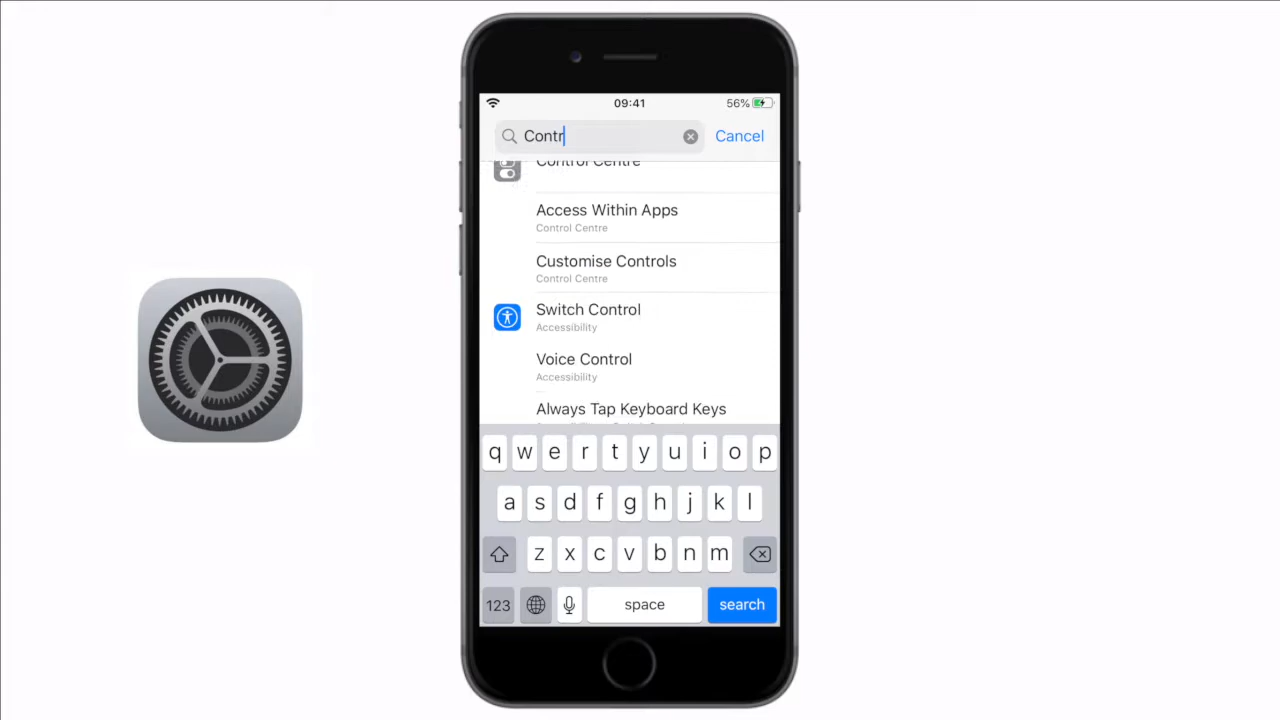 09:41
56%
Contr
Cancel
Control Centre
Access Within Apps
Control Centre
Customise Controls
Control Centre
Switch Control
Accessibility
Voice Control
Accessibility
Always Tap Keyboard Keys
q w e r t y u i o p
a s d f g h j k l
z x c v b n m
123
space
search